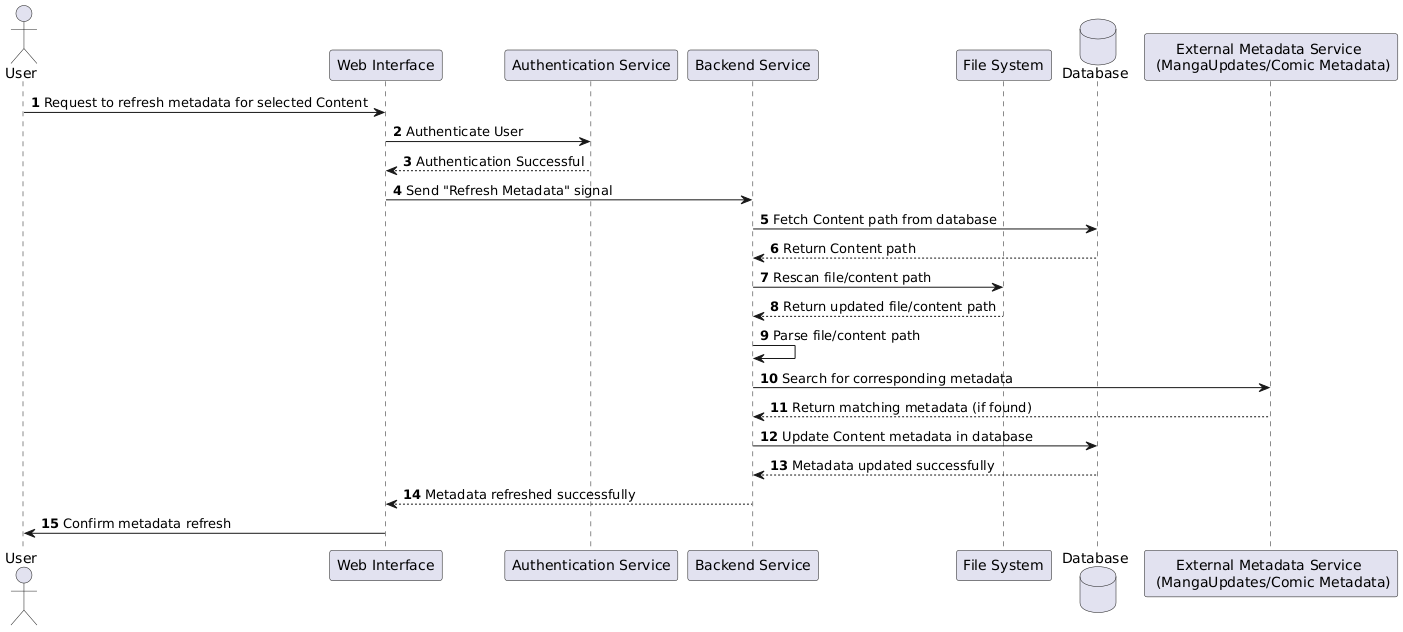 User
Web Interface
Authentication Service
Backend Service
File System
Database
External Metadata Service
(MangaUpdates/Comic Metadata)
1 Request to refresh metadata for selected Content
2 Authenticate User
3 Authentication Successful
4 Send "Refresh Metadata" signal
5 Fetch Content path from database
6 Return Content path
7 Rescan file/content path
8 Return updated file/content path
9 Parse file/content path
10 Search for corresponding metadata
11 Return matching metadata (if found)
12 Update Content metadata in database
13 Metadata updated successfully
14 Metadata refreshed successfully
15 Confirm metadata refresh
User
Web Interface
Authentication Service
Backend Service
File System
Database
External Metadata Service
(MangaUpdates/Comic Metadata)